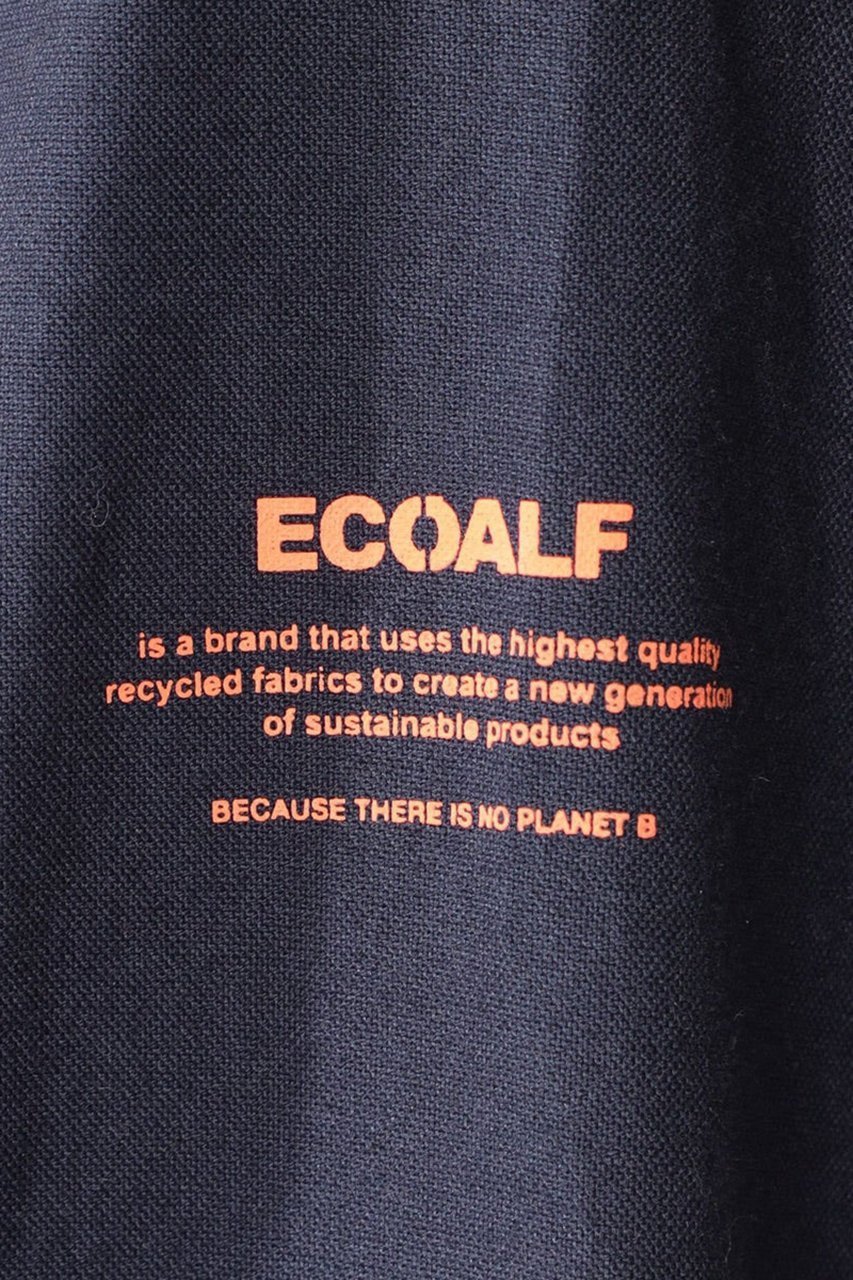 ECOALF
is a brand that uses the highest quality
recycled fabrics to create a new generation
of sustainable products
BECAUSE THERE IS NO PLANET B